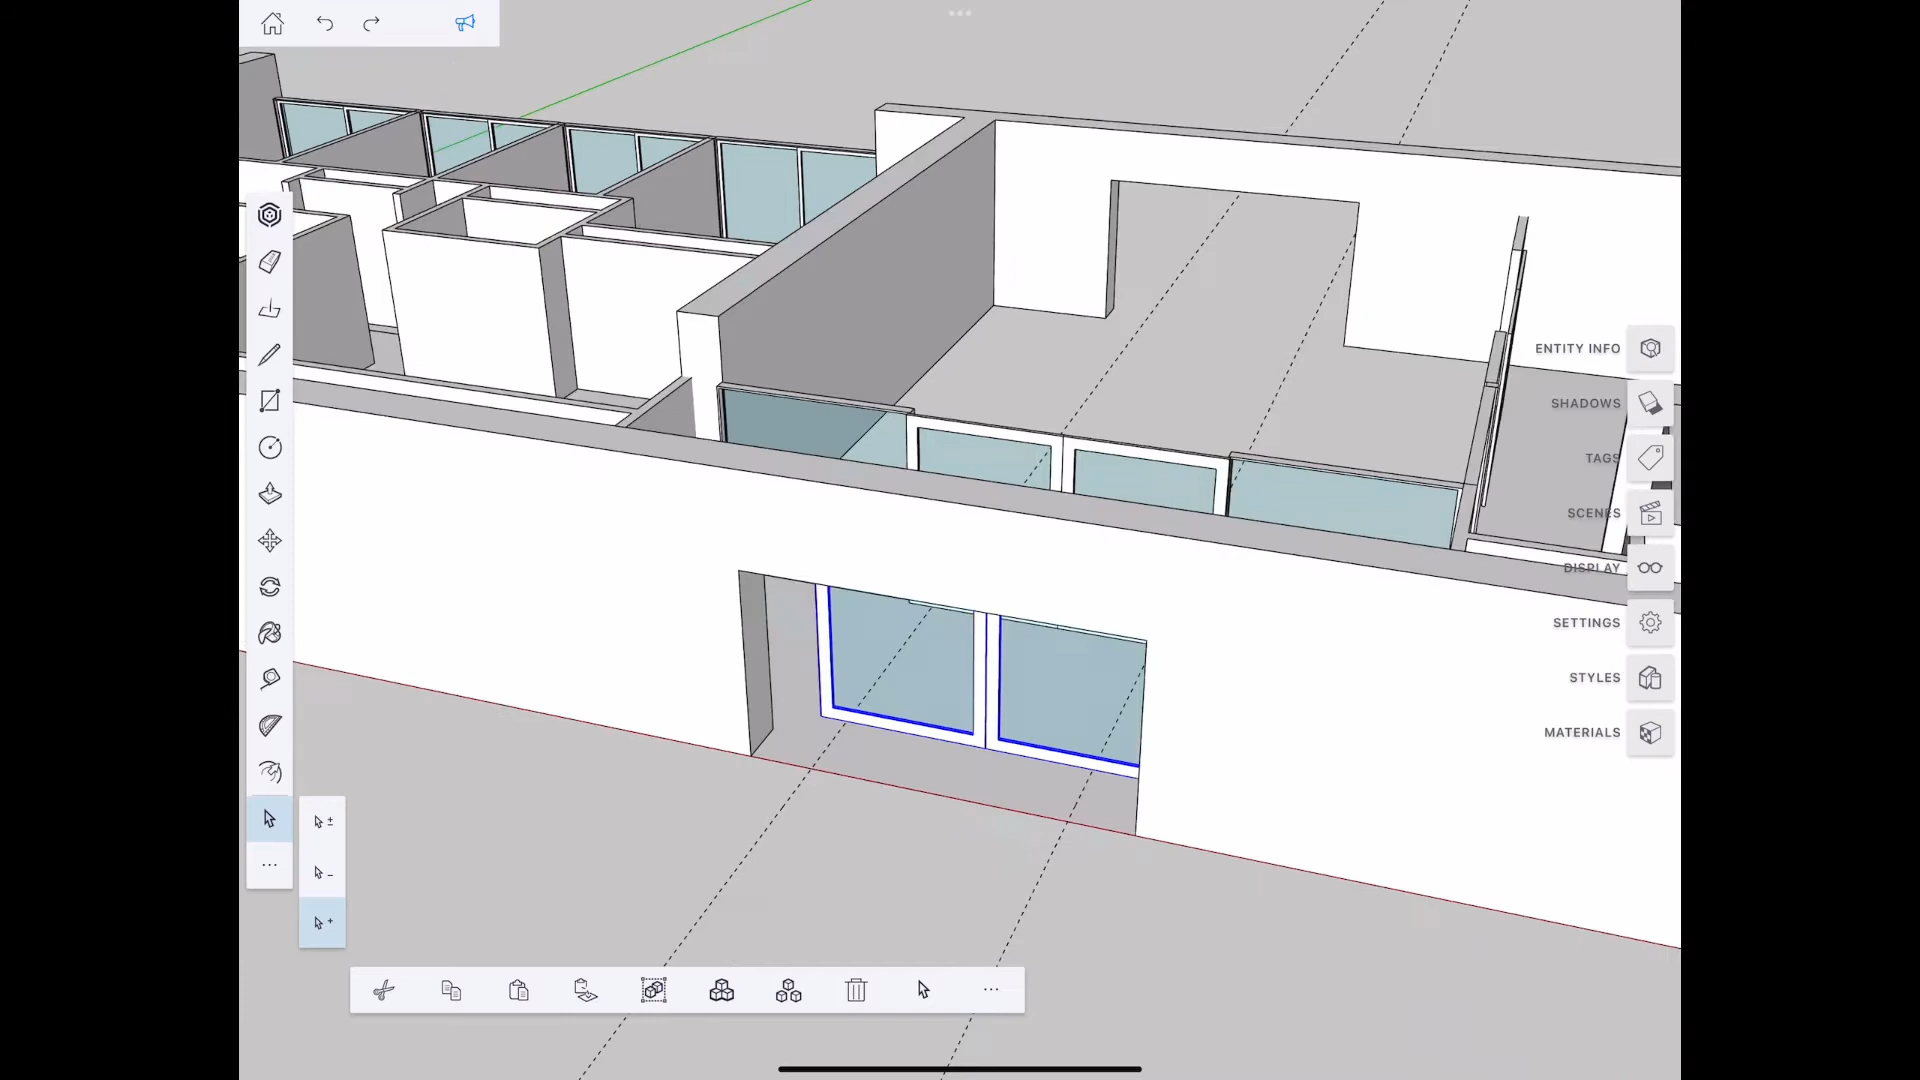 ENTITY INFO
SHADOWS
TAGS
SCENES
DISPLAY
SETTINGS
STYLES
MATERIALS